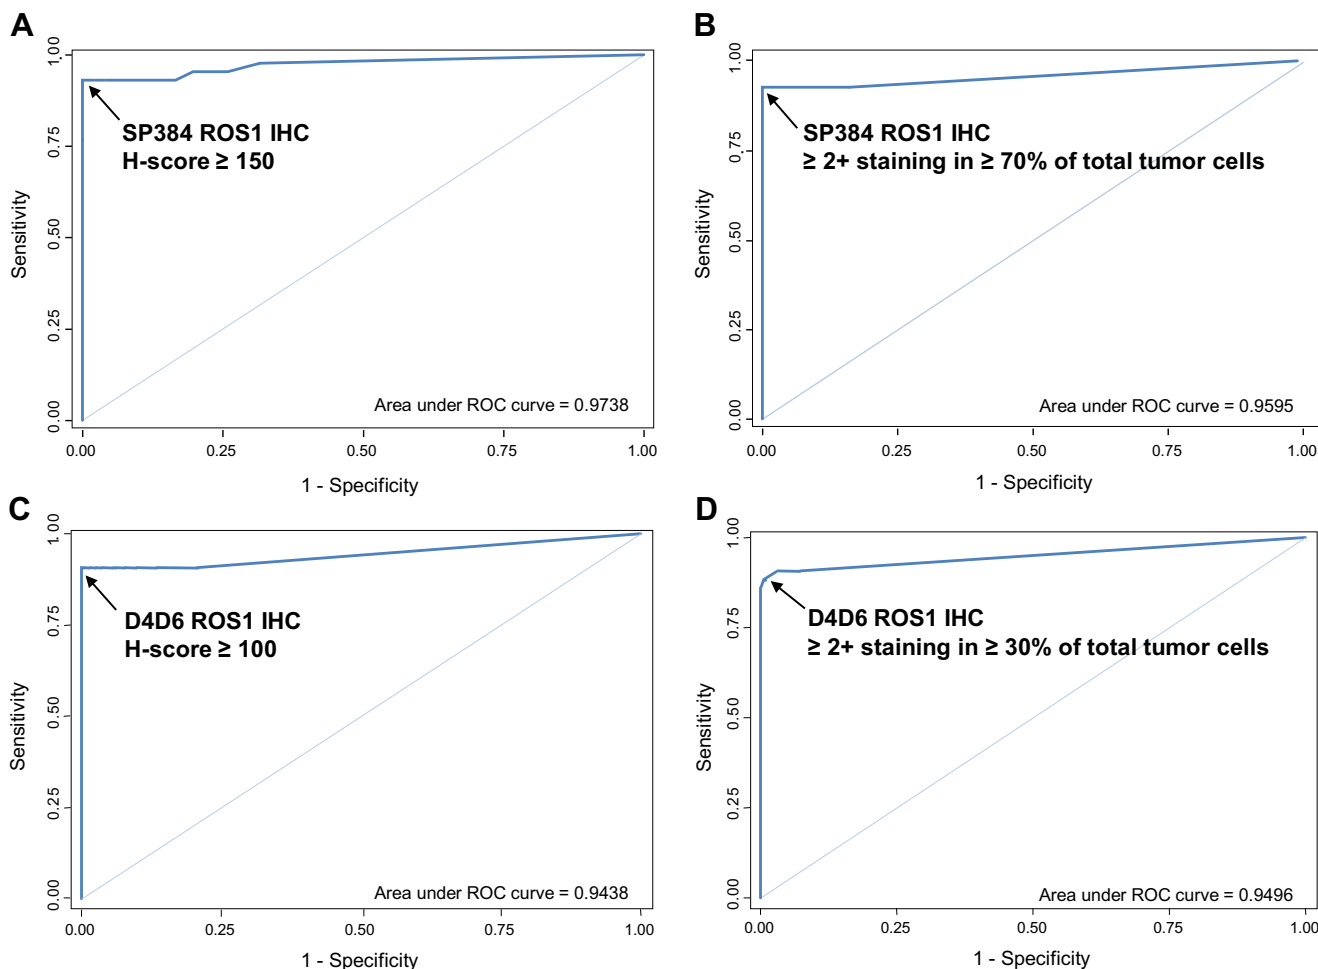 A
1.00
0.75
0.50
0.25
0.00
Sensitivity
SP384 ROS1 IHC
H-score ≥ 150
Area under ROC curve = 0.9738
0.00 0.25 0.50 0.75 1.00
1 - Specificity
B
1.00
0.75
0.50
0.25
0.00
Sensitivity
SP384 ROS1 IHC
≥ 2+ staining in ≥ 70% of total tumor cells
Area under ROC curve = 0.9595
0.00 0.25 0.50 0.75 1.00
1 - Specificity
C
1.00
0.75
0.50
0.25
0.00
Sensitivity
D4D6 ROS1 IHC
H-score ≥ 100
Area under ROC curve = 0.9438
0.00 0.25 0.50 0.75 1.00
1 - Specificity
D
1.00
0.75
0.50
0.25
0.00
Sensitivity
D4D6 ROS1 IHC
≥ 2+ staining in ≥ 30% of total tumor cells
Area under ROC curve = 0.9496
0.00 0.25 0.50 0.75 1.00
1 - Specificity